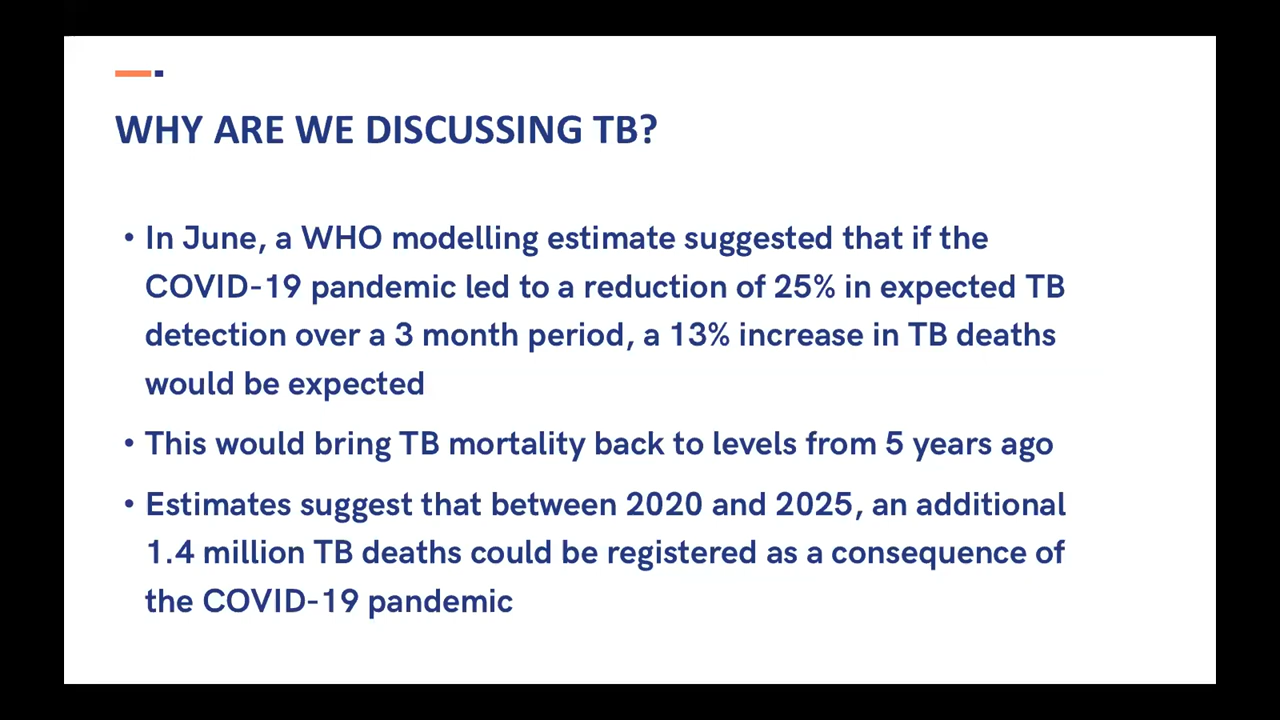 WHY ARE WE DISCUSSING TB?
• In June, a WHO modelling estimate suggested that if the
COVID-19 pandemic led to a reduction of 25% in expected TB
detection over a 3 month period, a 13% increase in TB deaths
would be expected
• This would bring TB mortality back to levels from 5 years ago
• Estimates suggest that between 2020 and 2025, an additional
1.4 million TB deaths could be registered as a consequence of
the COVID-19 pandemic